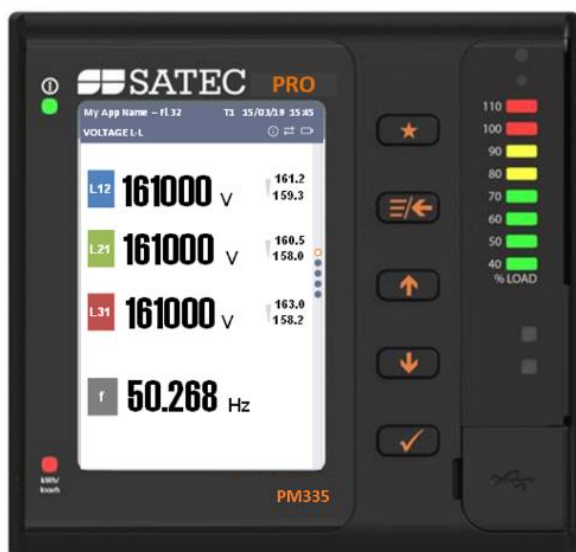 SATEC PRO
My App Name – Fl 32 T1 15/03/19 15:45
VOLTAGE L-L
L12 161000 V 161.2
159.3
L21 161000 V 160.5
158.0
L31 161000 V 163.0
158.2
f 50.268 Hz
kWh/
kvarh
PM335
110
100
90
80
70
60
50
40
% LOAD